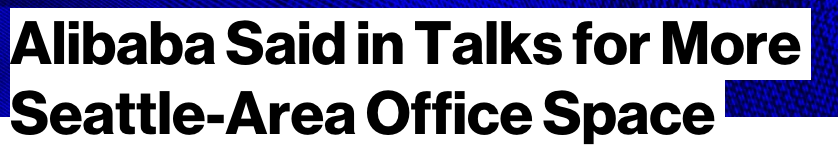 Alibaba Said in Talks for More
Seattle-Area Office Space